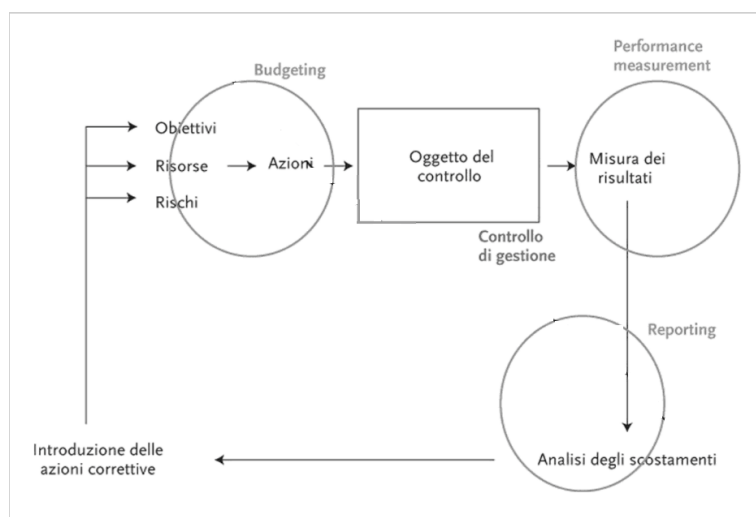 Budgeting
Performance
measurement
Obiettivi
Risorse
Azioni
Rischi
Oggetto del
controllo
Misura dei
risultati
Controllo
di gestione
Reporting
Introduzione delle
azioni correttive
Analisi degli scostamenti